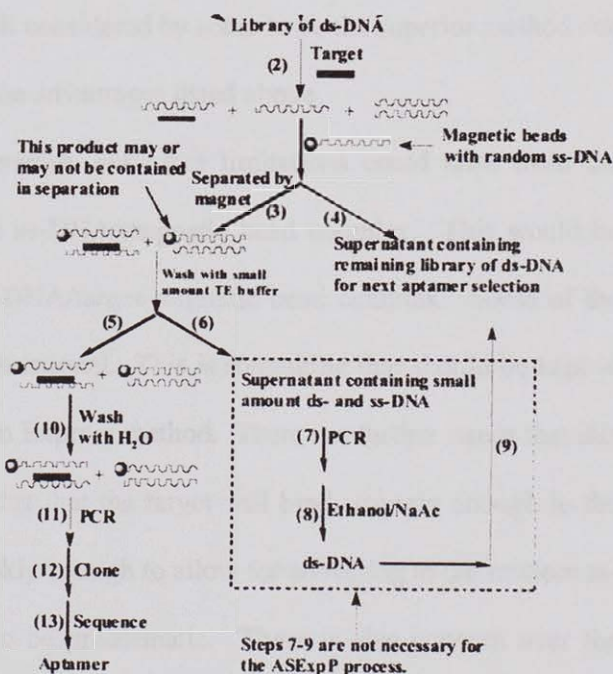 Library of ds-DNA
(2)
Target
+
+
This product may or
may not be contained
in separation
Magnetic beads
with random ss-DNA
Separated by
magnet
(3)
(4)
Supernatant containing
remaining library of ds-DNA
for next aptamer selection
+
Wash with small
amount TE buffer
(5)
(6)
+
Supernatant containing small
amount ds- and ss-DNA
(7)
PCR
(8)
Ethanol/NaAc
ds-DNA
(9)
(10)
Wash
with H2O
+
(11)
PCR
(12)
Clone
(13)
Sequence
Aptamer
Steps 7-9 are not necessary for
the ASExpP process.